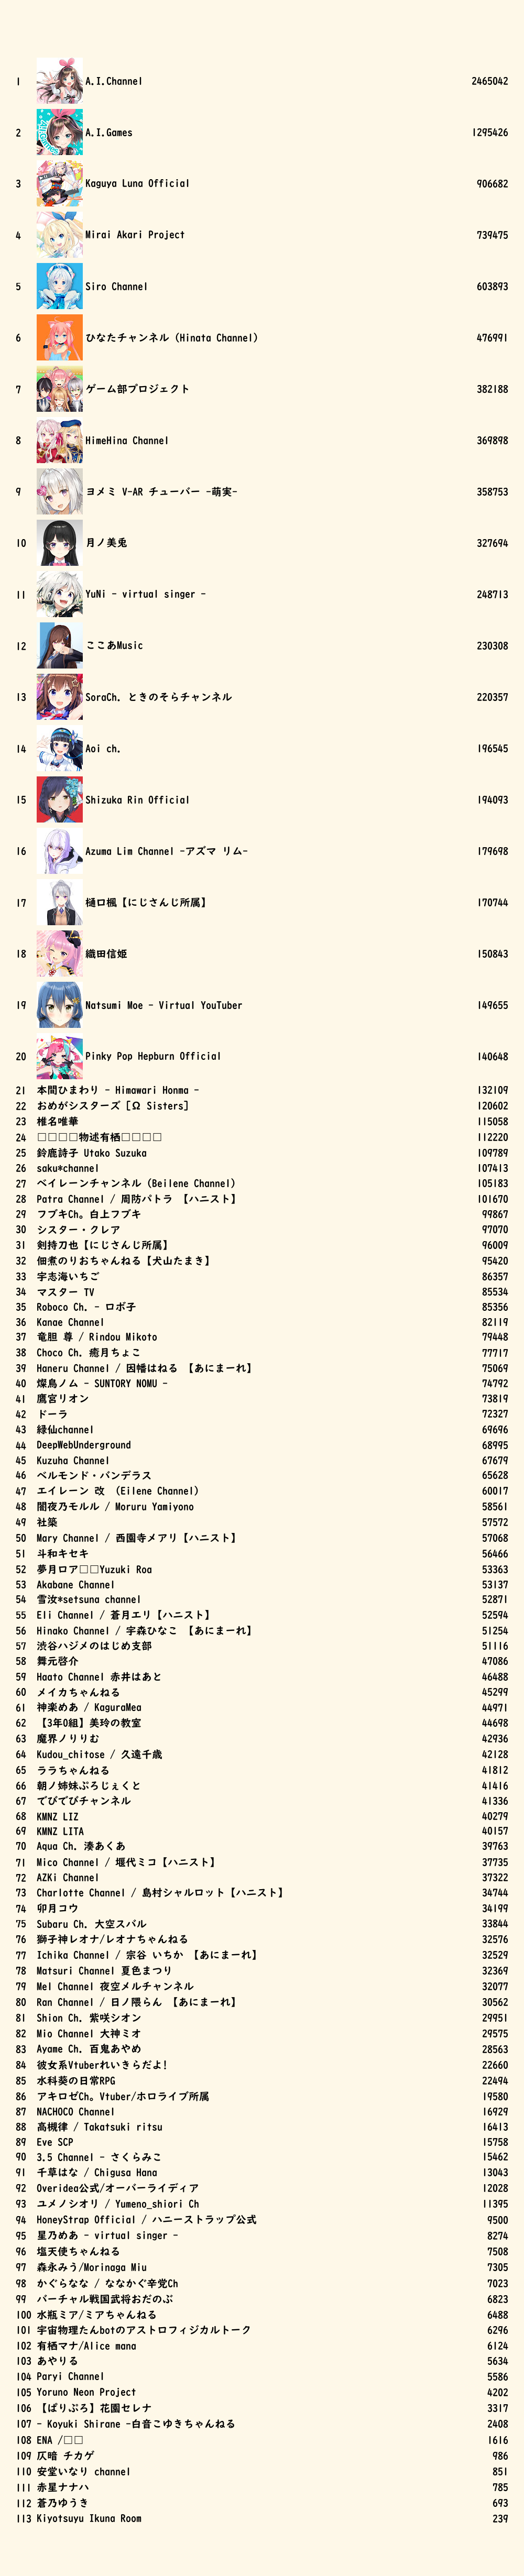 1 A.I.Channel 2465042
2 A.I.Games 1295426
3 Kaguya Luna Official 906682
4 Mirai Akari Project 739475
5 Siro Channel 603893
6 ひなたチャンネル (Hinata Channel) 476991
7 ゲーム部プロジェクト 382188
8 HimeHina Channel 369898
9 ヨメミ V-AR チューバー -萌実- 358753
10 月ノ美兎 327694
11 YuNi - virtual singer - 248713
12 ここあMusic 230308
13 SoraCh. ときのそらチャンネル 220357
14 Aoi ch. 196545
15 Shizuka Rin Official 194093
16 Azuma Lim Channel -アズマ リム- 179698
17 樋口楓【にじさんじ所属】 170744
18 織田信姫 150843
19 Natsumi Moe - Virtual YouTuber 149655
20 Pinky Pop Hepburn Official 140648
21 本間ひまわり - Himawari Honma - 132109
22 おめがシスターズ [Ω Sisters] 120602
23 椎名唯華 115058
24 □□□□物述有栖□□□□ 112220
25 鈴鹿詩子 Utako Suzuka 109789
26 saku*channel 107413
27 ベイレーンチャンネル (Beilene Channel) 107235
28 Patra Channel / 周防パトラ 【ハニスト】 101670
29 フブキCh。白上フブキ 99867
30 シスター・クレア 97070
31 剣持刀也【にじさんじ所属】 96009
32 佃煮のりおちゃんねる【犬山たまき】 95420
33 宇志海いちご 86357
34 マスター TV 85534
35 Roboco Ch. - ロボ子 85356
36 Kanae Channel 82119
37 竜胆 尊 / Rindou Mikoto 79448
38 Choco Ch. 癒月ちょこ 77717
39 Haneru Channel / 因幡はねる 【あにまーれ】 75069
40 燦鳥ノム - SUNTORY NOMU - 74792
41 鷹宮リオン 73819
42 ドーラ 72327
43 緑仙channel 69696
44 DeepWebUnderground 68995
45 Kuzuha Channel 67679
46 ベルモンド・バンデラス 65628
47 エイレーン 改 (Eilene Channel) 60017
48 闇夜乃モルル / Moruru Yamiyono 58561
49 社築 57572
50 Mary Channel / 西園寺メアリ【ハニスト】 57068
51 斗和キセキ 56466
52 夢月ロア□□Yuzuki Roa 53363
53 Akabane Channel 53137
54 雪汝*setsuna channel 52871
55 Eli Channel / 蒼月エリ【ハニスト】 52594
56 Hinako Channel / 宇森ひなこ 【あにまーれ】 51254
57 渋谷ハジメのはじめ支部 51116
58 舞元啓介 47086
59 Haato Channel 赤井はあと 46488
60 メイカちゃんねる 45299
61 神楽めあ / KaguraMea 44971
62 【3年0組】美玲の教室 44698
63 魔界ノりりむ 42936
64 Kudou_chitose / 久遠千歳 42128
65 ララちゃんねる 41812
66 朝ノ姉妹ぷろじぇくと 41416
67 でびでびチャンネル 41336
68 KMNZ LIZ 40279
69 KMNZ LITA 40157
70 Aqua Ch. 湊あくあ 39763
71 Mico Channel / 堰代ミコ【ハニスト】 37735
72 AZKi Channel 37322
73 Charlotte Channel / 島村シャルロット【ハニスト】 34744
74 卯月コウ 34199
75 Subaru Ch. 大空スバル 33844
76 獅子神レオナ/レオナちゃんねる 32576
77 Ichika Channel / 宗谷 いちか 【あにまーれ】 32529
78 Matsuri Channel 夏色まつり 32369
79 Mel Channel 夜空メルチャンネル 32077
80 Ran Channel / 日ノ隈らん 【あにまーれ】 30562
81 Shion Ch. 紫咲シオン 29951
82 Mio Channel 大神ミオ 29575
83 Ayame Ch. 百鬼あやめ 28563
84 彼女系Vtuberれいきらだよ! 22660
85 水科葵の日常RPG 22494
86 アキロゼCh。Vtuber/ホロライブ所属 19580
87 NACHOCO Channel 16929
88 高槻律 / Takatsuki ritsu 16413
89 Eve SCP 15758
90 3.5 Channel - さくらみこ 15462
91 千草はな / Chigusa Hana 13043
92 Overidea公式/オーバーライディア 12028
93 ユメノシオリ / Yumeno_shiori Ch 11395
94 HoneyStrap Official / ハニーストラップ公式 9500
95 星乃めあ - virtual singer - 8274
96 塩天使ちゃんねる 7508
97 森永みう/Morinaga Miu 7305
98 かぐらなな / ななかぐ辛党Ch 7023
99 バーチャル戦国武将おだのぶ 6823
100 水瓶ミア/ミアちゃんねる 6488
101 宇宙物理たんbotのアストロフィジカルトーク 6296
102 有栖マナ/Alice mana 6124
103 あやりる 5634
104 Paryi Channel 5586
105 Yoruno Neon Project 4202
106 【ぱりぷろ】花園セレナ 3317
107 - Koyuki Shirane -白音こゆきちゃんねる 2408
108 ENA /□□ 1616
109 仄暗 チカゲ 986
110 安堂いなり channel 851
111 赤星ナナハ 785
112 蒼乃ゆうき 693
113 Kiyotsuyu Ikuna Room 239